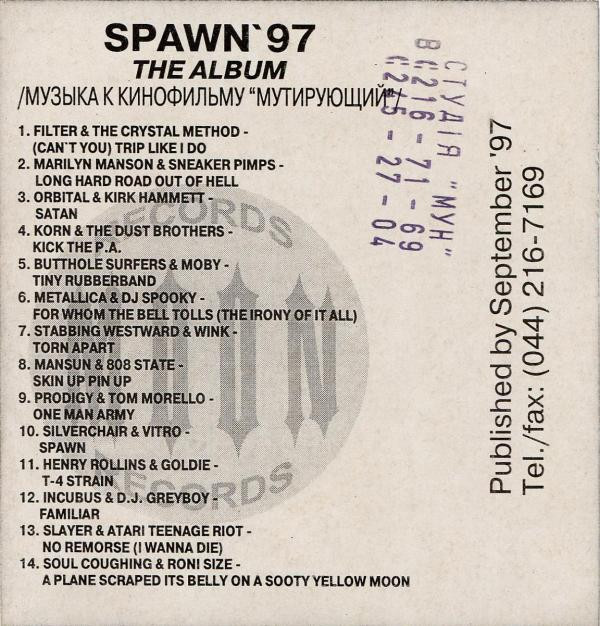 SPAWN`97
THE ALBUM
/МУЗЫКА К КИНОФИЛЬМУ "МУТИРУЮЩИЙ"/
1. FILTER & THE CRYSTAL METHOD -
(CAN`T YOU) TRIP LIKE I DO
2. MARILYN MANSON & SNEAKER PIMPS -
LONG HARD ROAD OUT OF HELL
3. ORBITAL & KIRK HAMMETT -
SATAN
4. KORN & THE DUST BROTHERS -
KICK THE P.A.
5. BUTTHOLE SURFERS & MOBY -
TINY RUBBERBAND
6. METALLICA & DJ SPOOKY -
FOR WHOM THE BELL TOLLS (THE IRONY OF IT ALL)
7. STABBING WESTWARD & WINK -
TORN APART
8. MANSUN & 808 STATE -
SKIN UP PIN UP
9. PRODIGY & TOM MORELLO -
ONE MAN ARMY
10. SILVERCHAIR & VITRO -
SPAWN
11. HENRY ROLLINS & GOLDIE -
T-4 STRAIN
12. INCUBUS & D.J. GREYBOY -
FAMILIAR
13. SLAYER & ATARI TEENAGE RIOT -
NO REMORSE (I WANNA DIE)
14. SOUL COUGHING & RONI SIZE -
A PLANE SCRAPED ITS BELLY ON A SOOTY YELLOW MOON
RECORDS
MOON
RECORDS
СТУДІЯ "МУН"
216-71-69
215-27-04
Published by September '97
Tel./fax: (044) 216-7169